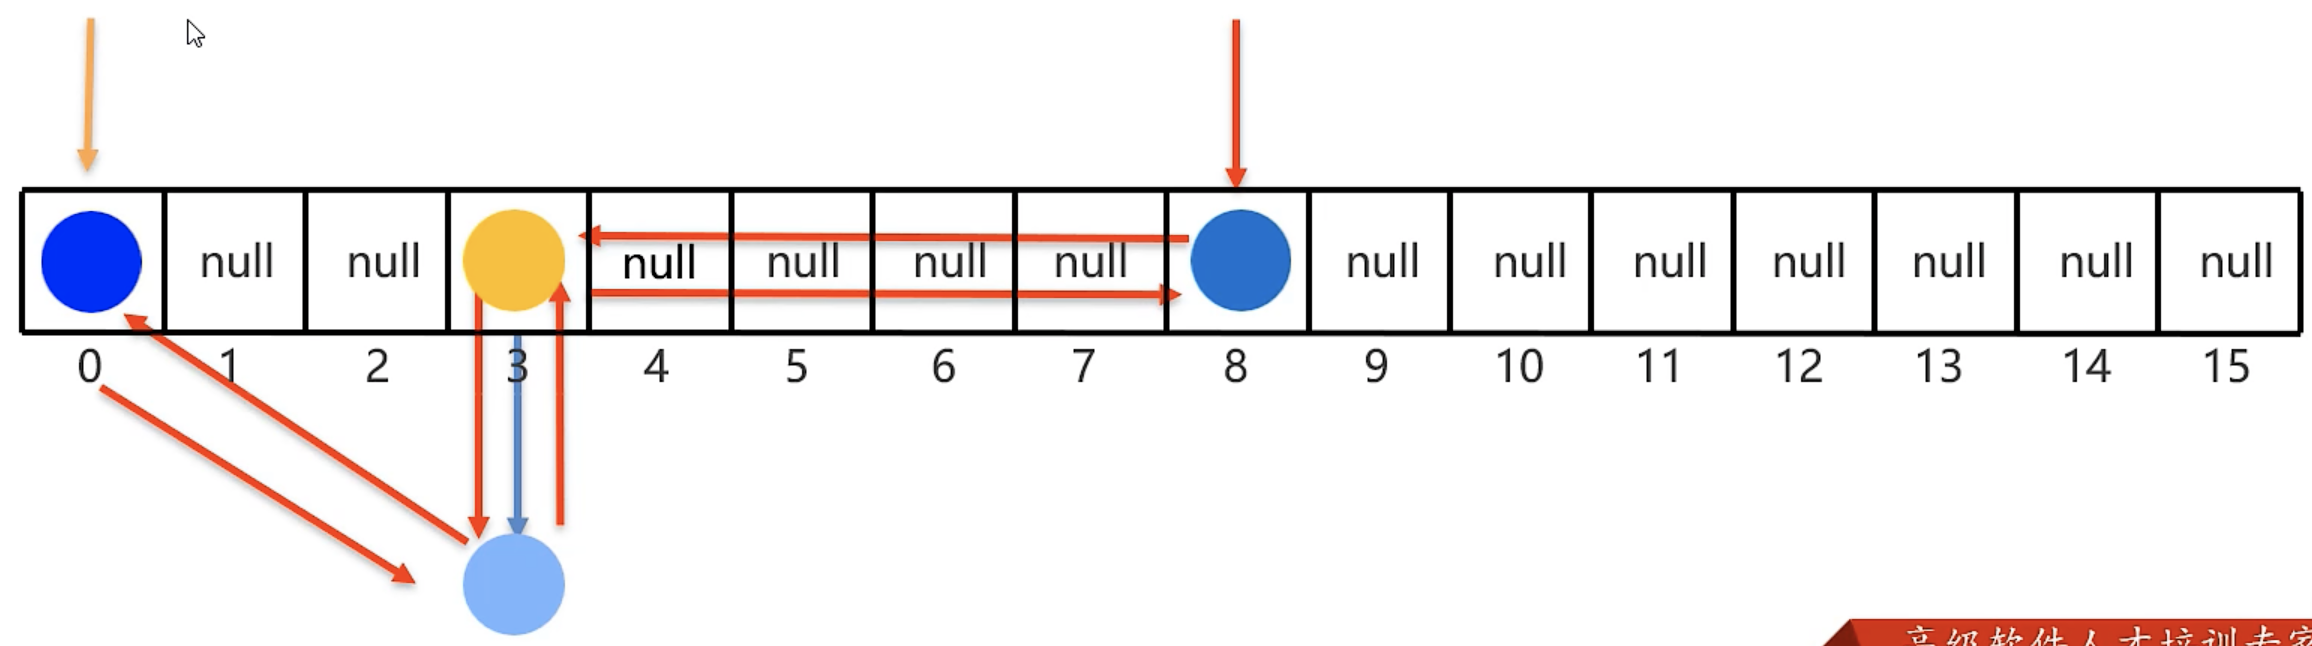 null null null null null null null null null null null null null
0 1 2 3 4 5 6 7 8 9 10 11 12 13 14 15
高级软件人才培训专家